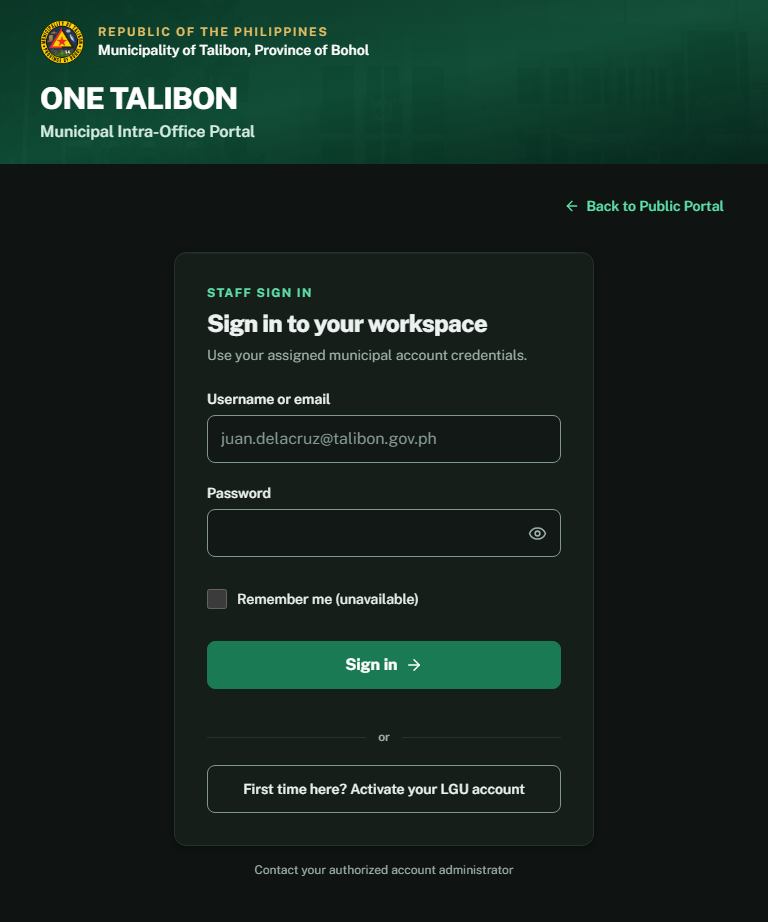 REPUBLIC OF THE PHILIPPINES
Municipality of Talibon, Province of Bohol
ONE TALIBON
Municipal Intra-Office Portal
← Back to Public Portal
STAFF SIGN IN
Sign in to your workspace
Use your assigned municipal account credentials.
Username or email
juan.delacruz@talibon.gov.ph
Password
Remember me (unavailable)
Sign in →
or
First time here? Activate your LGU account
Contact your authorized account administrator